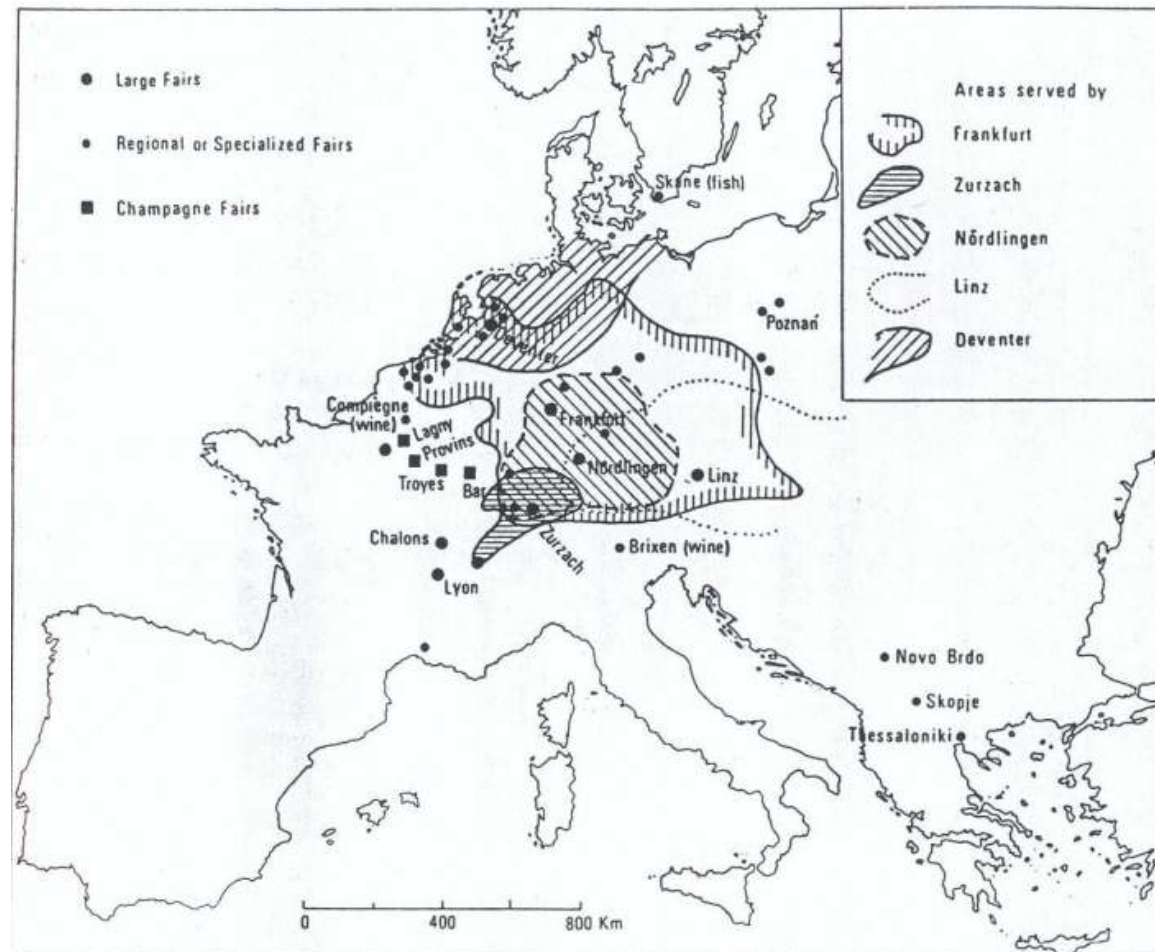 Large Fairs
Regional or Specialized Fairs
Champagne Fairs
Areas served by
Frankfurt
Zurzach
Nördlingen
Linz
Deventer
Skåne (fish)
Poznań
Compiegne
(wine)
Lagny
Provins
Troyes
Bar
Frankfurt
Nördlingen
Linz
Zurzach
Chalons
Lyon
Brixen (wine)
Novo Brdo
Skopje
Thessaloniki
0 400 800 Km